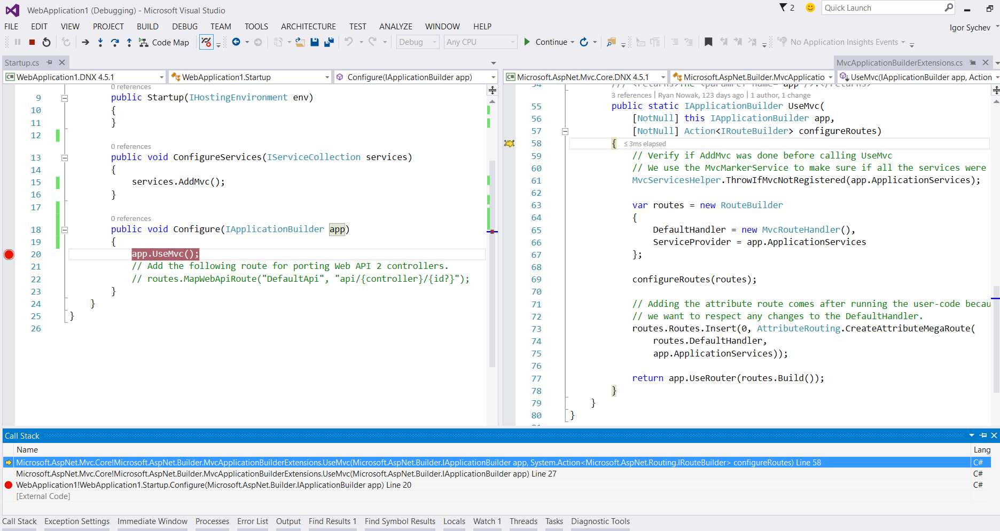 WebApplication1 (Debugging) - Microsoft Visual Studio
2
Quick Launch
FILE EDIT VIEW PROJECT BUILD DEBUG TEAM TOOLS ARCHITECTURE TEST ANALYZE WINDOW HELP
Igor Sychev
Code Map Debug Any CPU Continue No Application Insights Events
Startup.cs
WebApplication1.DNX 4.5.1 WebApplication1.Startup Configure(IApplicationBuilder app)
0 references
9 public Startup(IHostingEnvironment env)
10 {
11 }
12
0 references
13 public void ConfigureServices(IServiceCollection services)
14 {
15 services.AddMvc();
16 }
17
0 references
18 public void Configure(IApplicationBuilder app)
19 {
20 app.UseMvc();
21 // Add the following route for porting Web API 2 controllers.
22 // routes.MapWebApiRoute("DefaultApi", "api/{controller}/{id?}");
23 }
24 }
25 }
26
MvcApplicationBuilderExtensions.cs
Microsoft.AspNet.Mvc.Core.DNX 4.5.1 Microsoft.AspNet.Builder.MvcApplicatio UseMvc(IApplicationBuilder app, Action
54 /// <returns>The <paramref name="app"/>.</returns>
3 references | Ryan Nowak, 123 days ago | 1 author, 1 change
55 public static IApplicationBuilder UseMvc(
56 [NotNull] this IApplicationBuilder app,
57 [NotNull] Action<IRouteBuilder> configureRoutes)
58 { ≤ 3ms elapsed
59 // Verify if AddMvc was done before calling UseMvc
60 // We use the MvcMarkerService to make sure if all the services were
61 MvcServicesHelper.ThrowIfMvcNotRegistered(app.ApplicationServices);
62
63 var routes = new RouteBuilder
64 {
65 DefaultHandler = new MvcRouteHandler(),
66 ServiceProvider = app.ApplicationServices
67 };
68
69 configureRoutes(routes);
70
71 // Adding the attribute route comes after running the user-code becau
72 // we want to respect any changes to the DefaultHandler.
73 routes.Routes.Insert(0, AttributeRouting.CreateAttributeMegaRoute(
74 routes.DefaultHandler,
75 app.ApplicationServices));
76
77 return app.UseRouter(routes.Build());
78 }
79 }
80 }
Call Stack
Name Lang
Microsoft.AspNet.Mvc.Core!Microsoft.AspNet.Builder.MvcApplicationBuilderExtensions.UseMvc(Microsoft.AspNet.Builder.IApplicationBuilder app, System.Action<Microsoft.AspNet.Routing.IRouteBuilder> configureRoutes) Line 58 C#
Microsoft.AspNet.Mvc.Core!Microsoft.AspNet.Builder.MvcApplicationBuilderExtensions.UseMvc(Microsoft.AspNet.Builder.IApplicationBuilder app) Line 27 C#
WebApplication1!WebApplication1.Startup.Configure(Microsoft.AspNet.Builder.IApplicationBuilder app) Line 20 C#
[External Code]
Call Stack Exception Settings Immediate Window Processes Error List Output Find Results 1 Find Symbol Results Locals Watch 1 Threads Tasks Diagnostic Tools